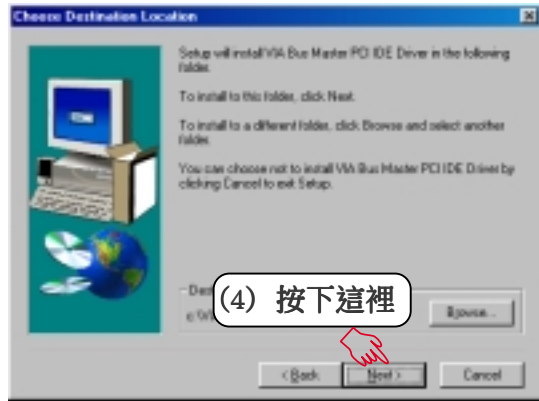 Choose Destination Location
Setup will install VIA Bus Master PCI IDE Driver in the following
folder.
To install to this folder, click Next.
To install to a different folder, click Browse and select another
folder.
You can choose not to install VIA Bus Master PCI IDE Driver by
clicking Cancel to exit Setup.
(4) 按下這裡
Browse...
< Back
Next >
Cancel